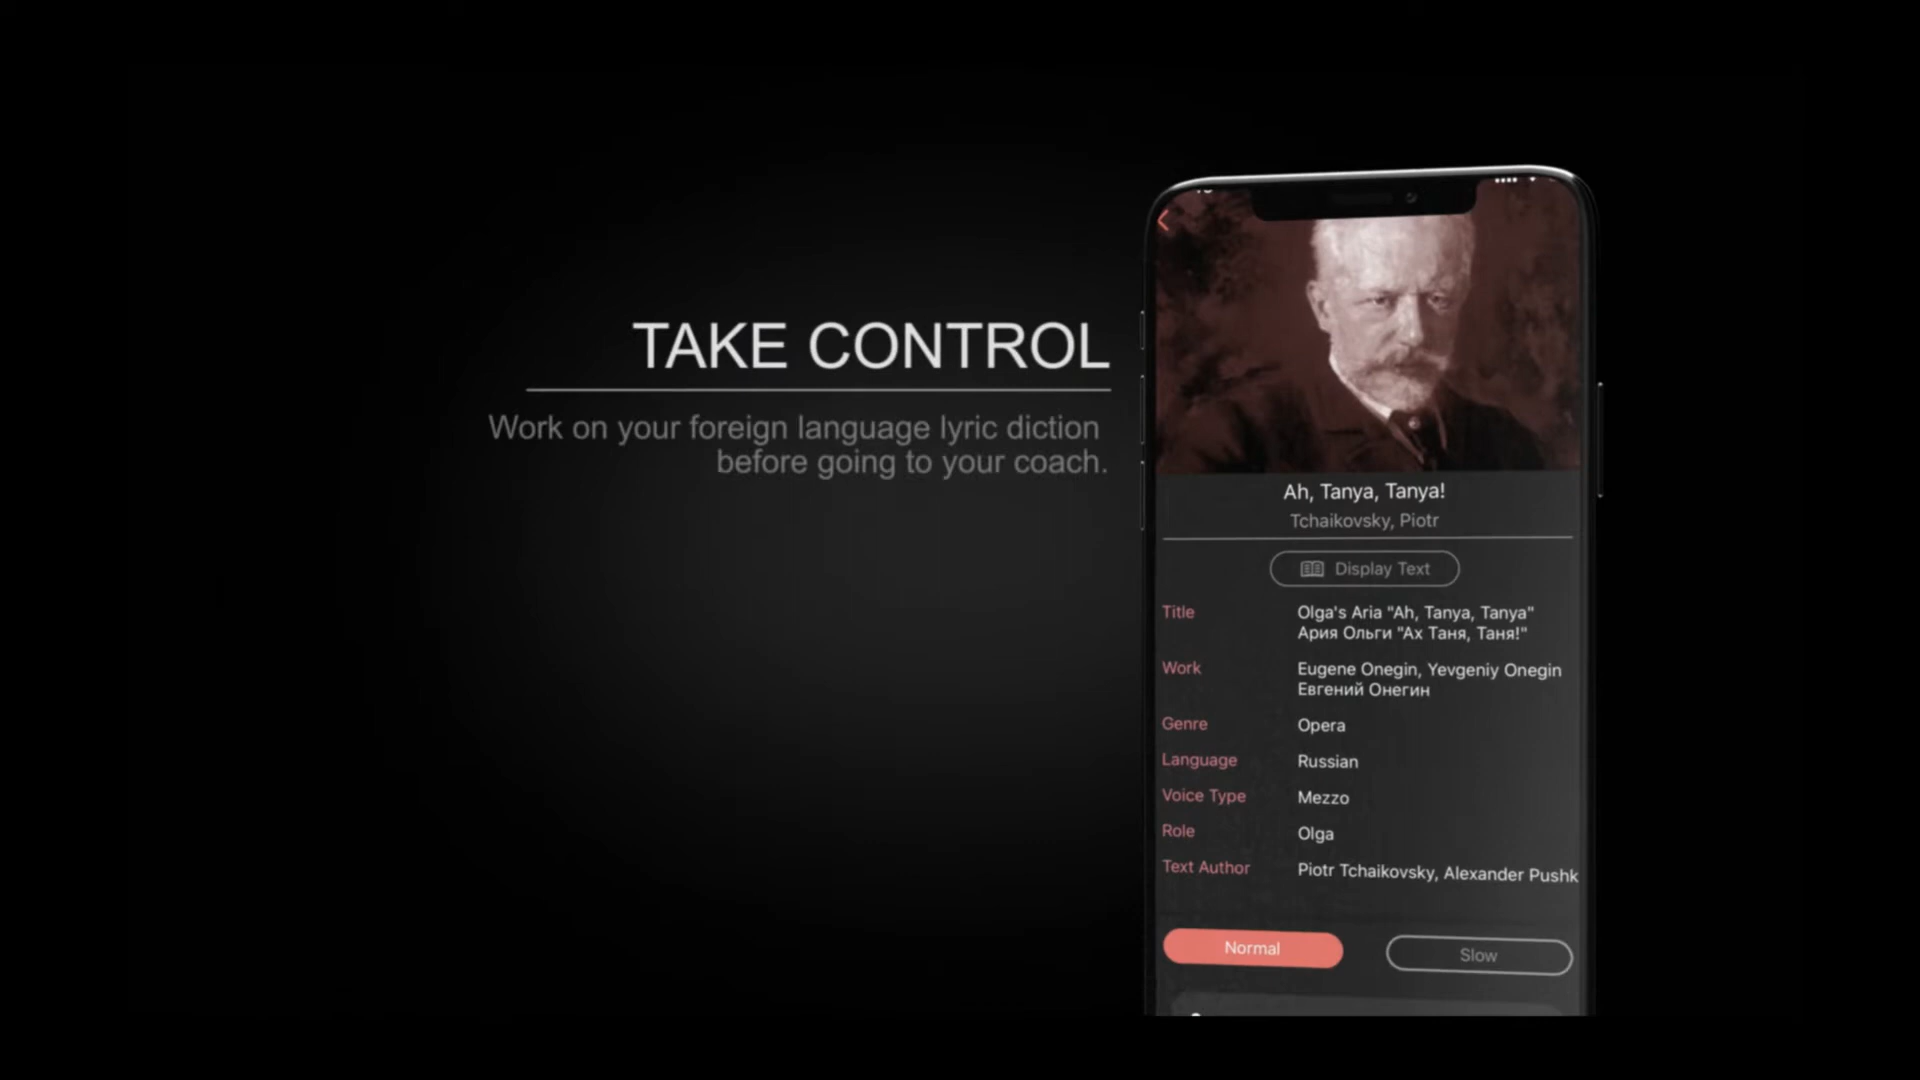 TAKE CONTROL
Work on your foreign language lyric diction
before going to your coach.
Ah, Tanya, Tanya!
Tchaikovsky, Piotr
Display Text
Title
Olga's Aria "Ah, Tanya, Tanya"
Ария Ольги "Ах Таня, Таня!"
Work
Eugene Onegin, Yevgeniy Onegin
Евгений Онегин
Genre
Opera
Language
Russian
Voice Type
Mezzo
Role
Olga
Text Author
Piotr Tchaikovsky, Alexander Pushk
Normal
Slow